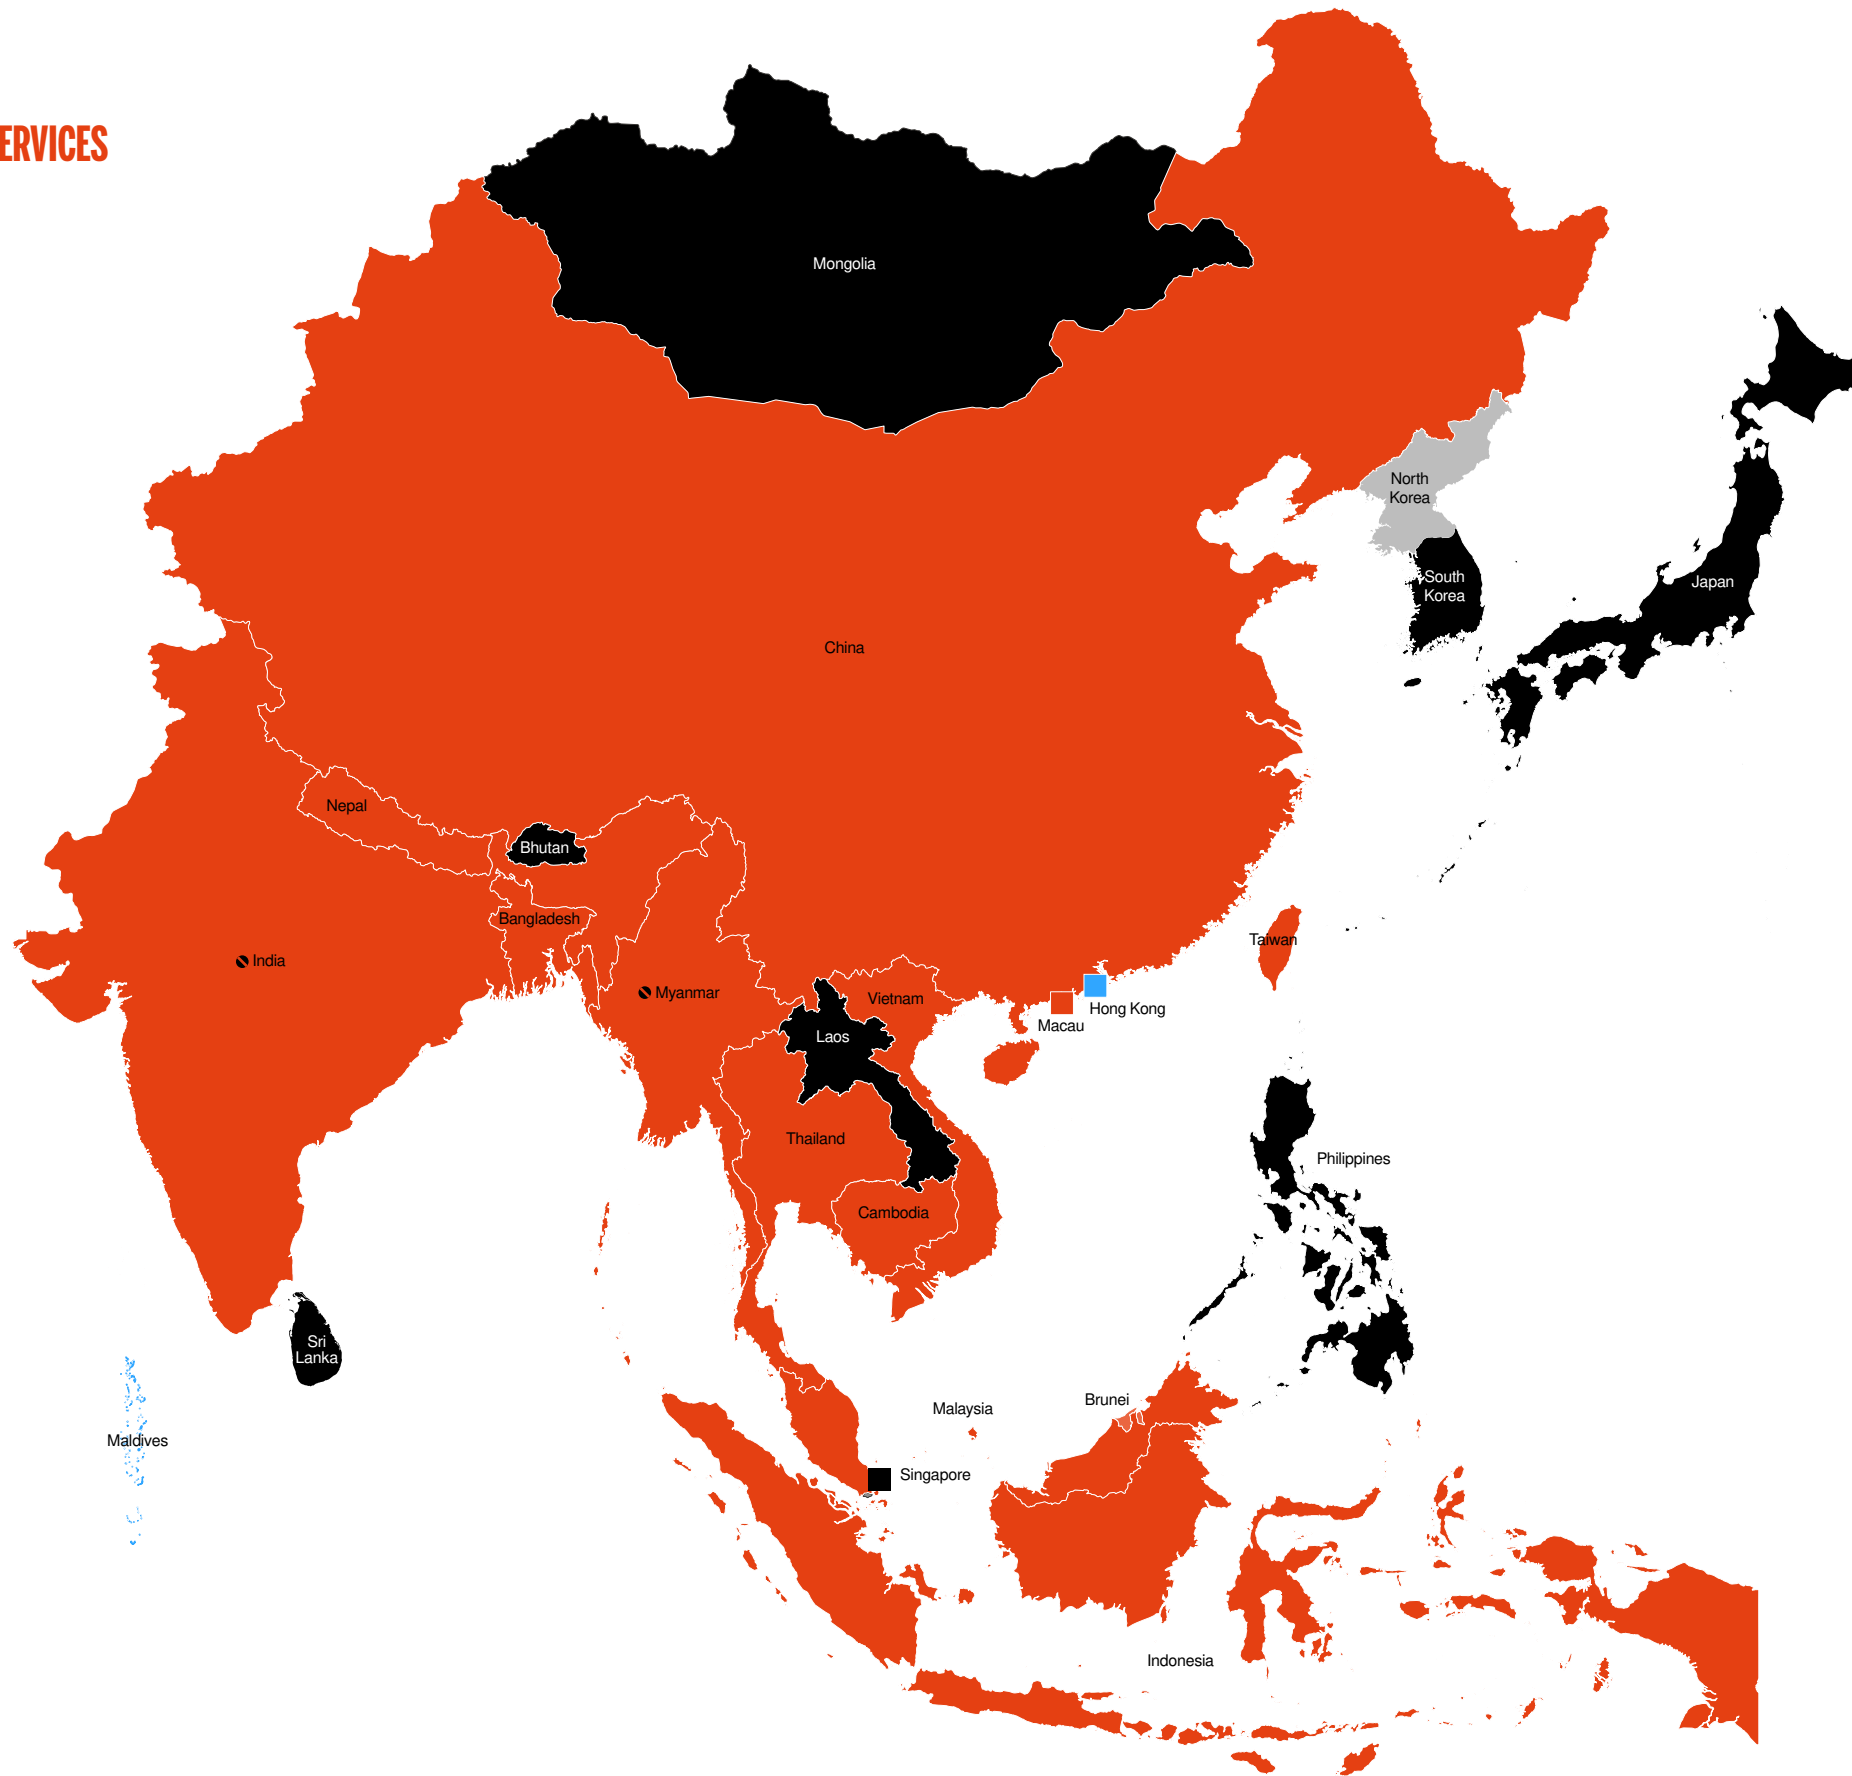 ERVICES
Mongolia
North
Korea
South
Korea
Japan
China
Nepal
Bhutan
Bangladesh
India
Myanmar
Taiwan
Vietnam
Hong Kong
Macau
Laos
Thailand
Philippines
Cambodia
Sri
Lanka
Malaysia
Brunei
Maldives
Singapore
Indonesia